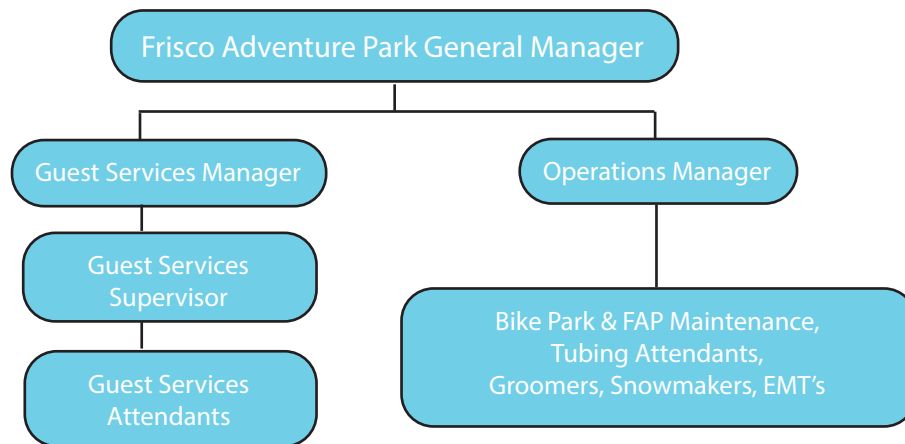 Frisco Adventure Park General Manager
Guest Services Manager
Operations Manager
Guest Services
Supervisor
Bike Park & FAP Maintenance,
Tubing Attendants,
Groomers, Snowmakers, EMT’s
Guest Services
Attendants